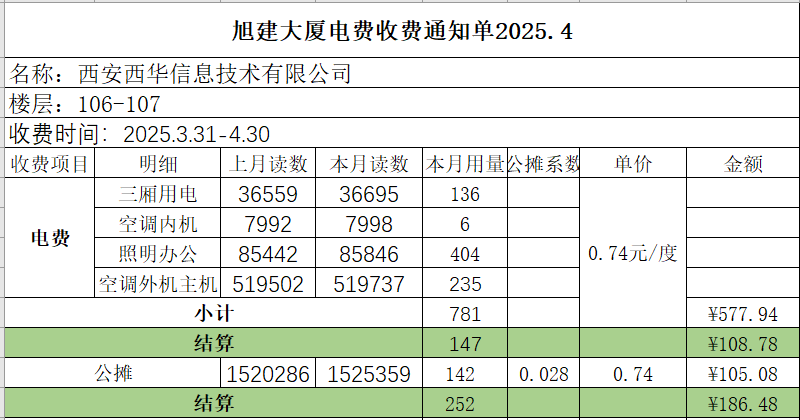 旭建大厦电费收费通知单2025.4
名称：西安西华信息技术有限公司
楼层：106-107
收费时间：2025.3.31-4.30
收费项目 明细 上月读数 本月读数 本月用量 公摊系数 单价 金额
电费 三厢用电 36559 36695 136 0.74元/度
空调内机 7992 7998 6
照明办公 85442 85846 404
空调外机主机 519502 519737 235
小计 781 ¥577.94
结算 147 ¥108.78
公摊 1520286 1525359 142 0.028 0.74 ¥105.08
结算 252 ¥186.48